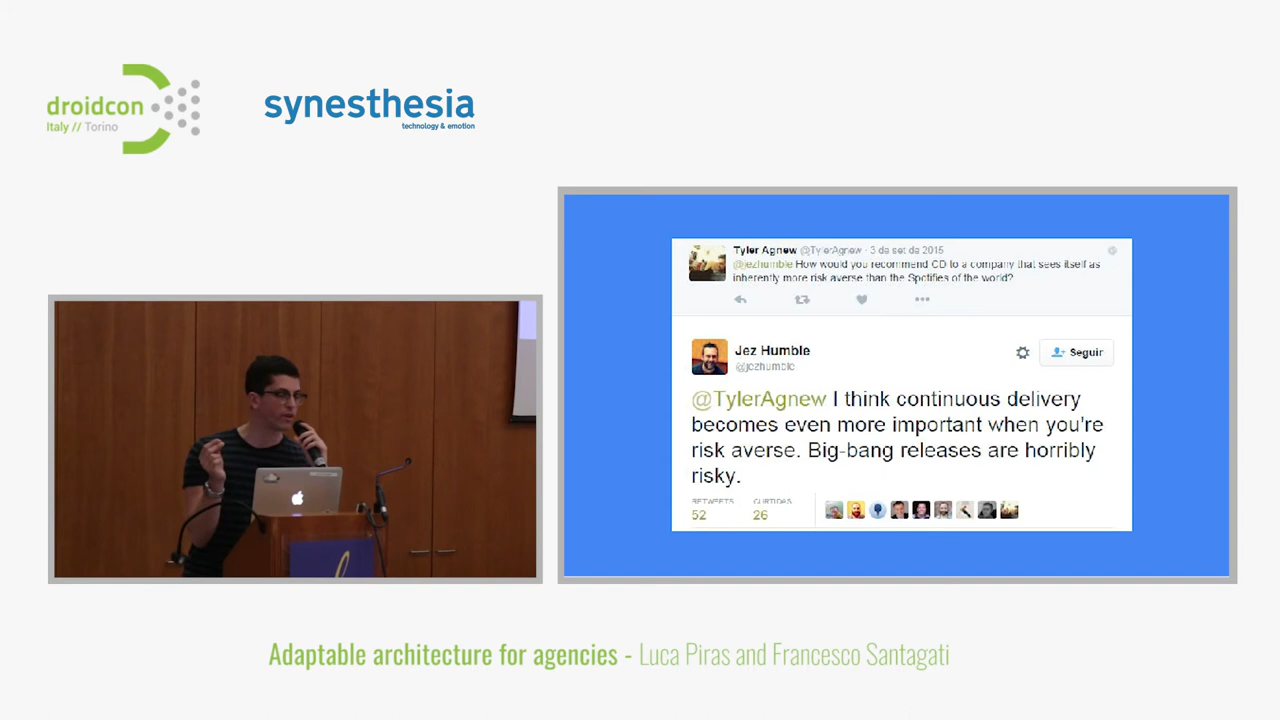 droidcon
Italy // Torino
synesthesia
technology & emotion
Tyler Agnew @TylerAgnew · 3 de set de 2015
@jezhumble How would you recommend CD to a company that sees itself as
inherently more risk averse than the Spotifies of the world?
Jez Humble
@jezhumble
Seguir
@TylerAgnew I think continuous delivery
becomes even more important when you're
risk averse. Big-bang releases are horribly
risky.
RETWEETS CURTIDAS
52 26
Adaptable architecture for agencies - Luca Piras and Francesco Santagati